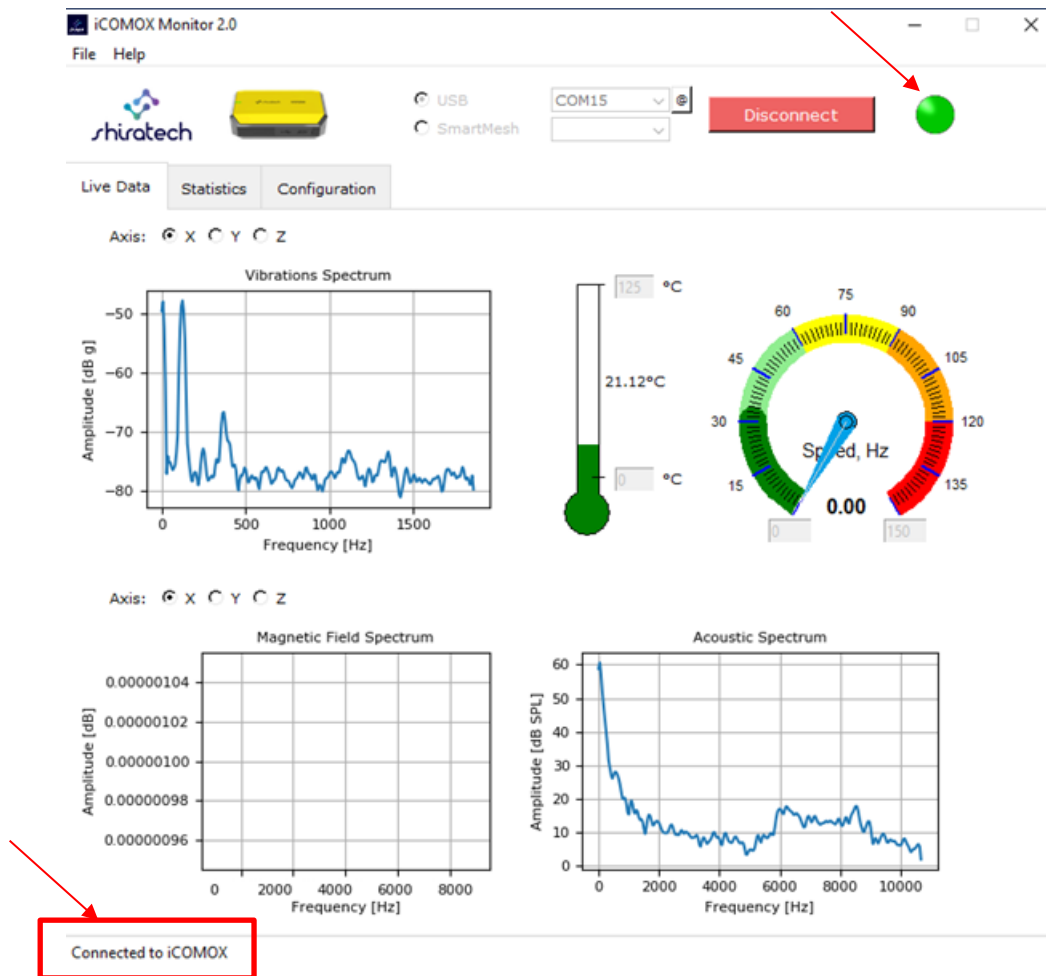 iCOMOX Monitor 2.0
File Help
shiratech
USB
COM15
@
Disconnect
SmartMesh
Live Data
Statistics
Configuration
Axis: X Y Z
Vibrations Spectrum
Amplitude [dB g]
−50
−60
−70
−80
0 500 1000 1500
Frequency [Hz]
125 °C
21.12°C
0 °C
0 15 30 45 60 75 90 105 120 135 150
Speed, Hz
0.00
Axis: X Y Z
Magnetic Field Spectrum
Amplitude [dB]
0.00000104
0.00000102
0.00000100
0.00000098
0.00000096
0 2000 4000 6000 8000
Frequency [Hz]
Acoustic Spectrum
Amplitude [dB SPL]
60
50
40
30
20
10
0
0 2000 4000 6000 8000 10000
Frequency [Hz]
Connected to iCOMOX